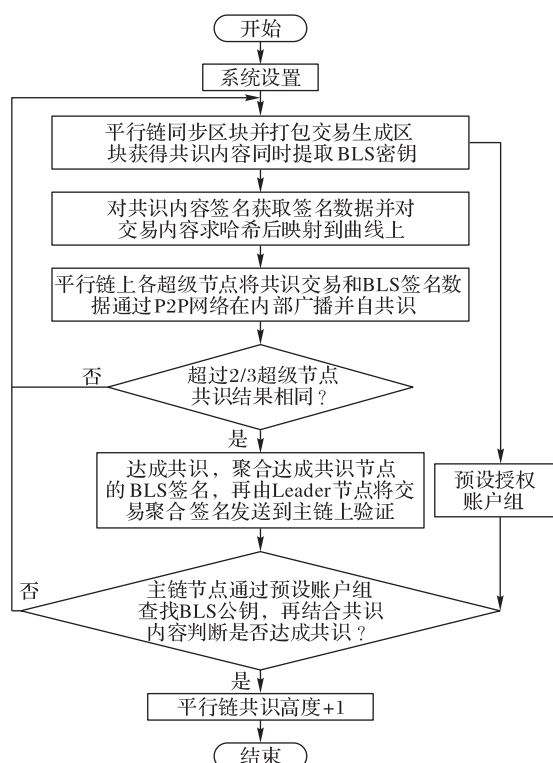 开始
系统设置
平行链同步区块并打包交易生成区
块获得共识内容同时提取BLS密钥
对共识内容签名获取签名数据并对
交易内容求哈希后映射到曲线上
平行链上各超级节点将共识交易和BLS签名数
据通过P2P网络在内部广播并自共识
否
超过2/3超级节点
共识结果相同？
是
达成共识，聚合达成共识节点
的BLS签名，再由Leader节点将交
易聚合签名发送到主链上验证
预设授权
账户组
否
主链节点通过预设账户组
查找BLS公钥，再结合共识
内容判断是否达成共识？
是
平行链共识高度+1
结束